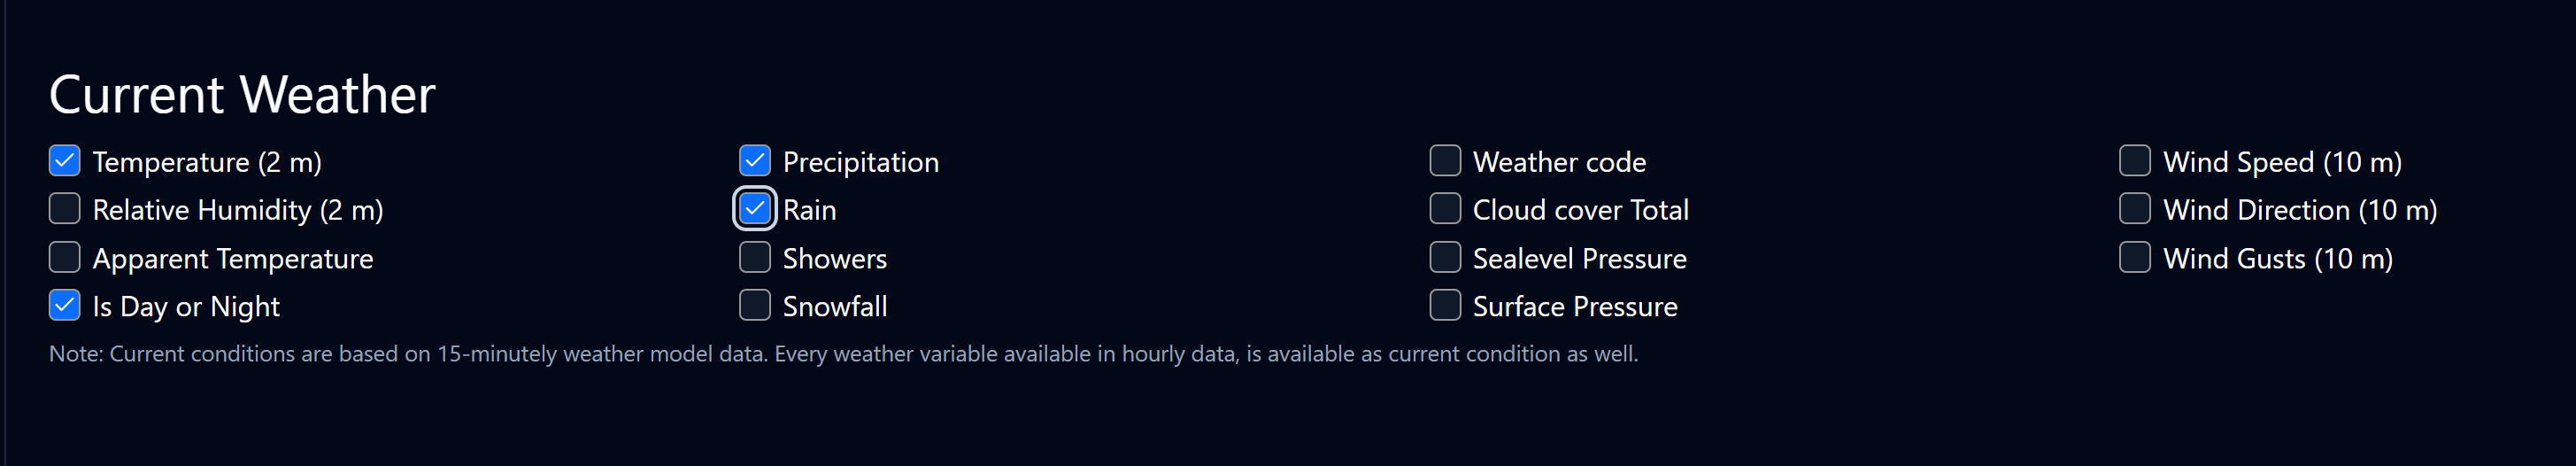 Current Weather
Temperature (2 m)
Relative Humidity (2 m)
Apparent Temperature
Is Day or Night
Precipitation
Rain
Showers
Snowfall
Weather code
Cloud cover Total
Sealevel Pressure
Surface Pressure
Wind Speed (10 m)
Wind Direction (10 m)
Wind Gusts (10 m)
Note: Current conditions are based on 15-minutely weather model data. Every weather variable available in hourly data, is available as current condition as well.